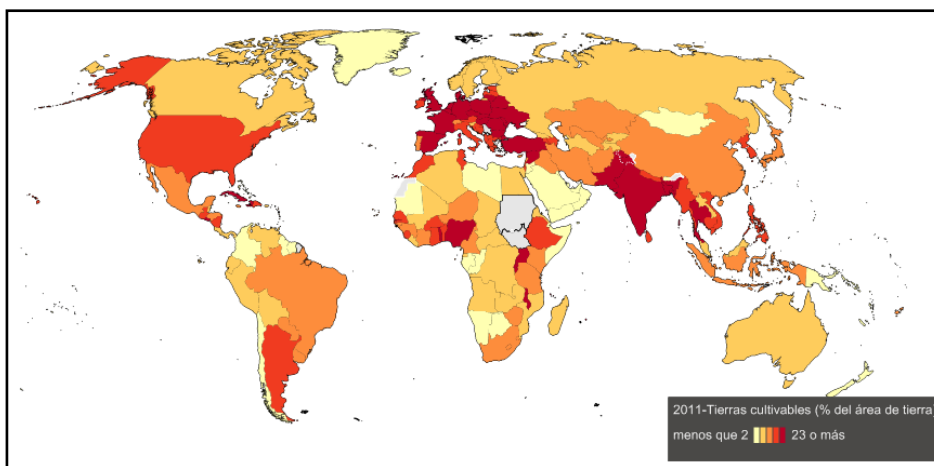 2011-Tierras cultivables (% del área de tierra)
menos que 2 23 o más